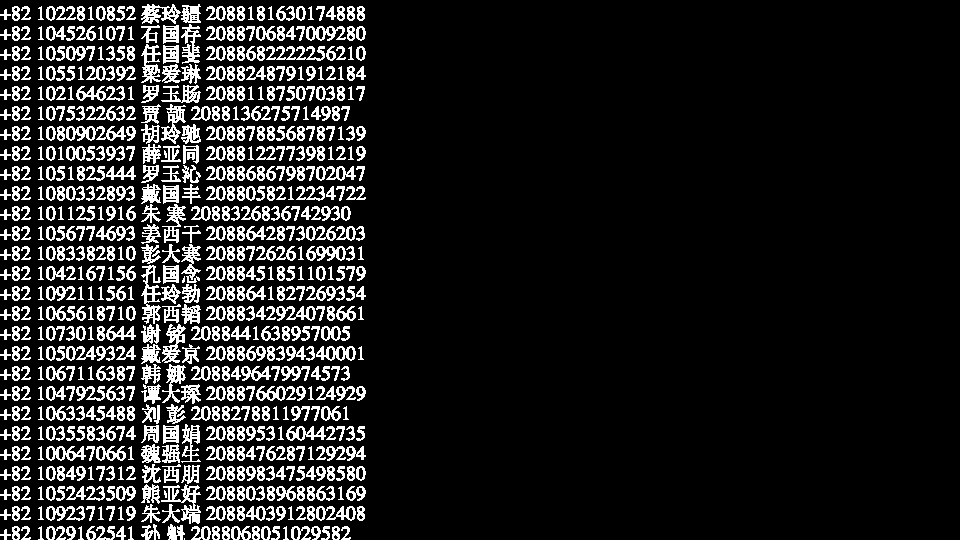 +82 1022810852 蔡玲疆 2088181630174888
+82 1045261071 石国存 2088706847009280
+82 1050971358 任国斐 2088682222256210
+82 1055120392 梁爱琳 2088248791912184
+82 1021646231 罗玉肠 2088118750703817
+82 1075322632 贾 颉 2088136275714987
+82 1080902649 胡玲驰 2088788568787139
+82 1010053937 薛亚同 2088122773981219
+82 1051825444 罗玉沁 2088686798702047
+82 1080332893 戴国丰 2088058212234722
+82 1011251916 朱 寒 2088326836742930
+82 1056774693 姜西干 2088642873026203
+82 1083382810 彭大寒 2088726261699031
+82 1042167156 孔国念 2088451851101579
+82 1092111561 任玲勃 2088641827269354
+82 1065618710 郭西韬 2088342924078661
+82 1073018644 谢 铭 2088441638957005
+82 1050249324 戴爱京 2088698394340001
+82 1067116387 韩 娜 2088496479974573
+82 1047925637 谭大琛 2088766029124929
+82 1063345488 刘 彭 2088278811977061
+82 1035583674 周国娟 2088953160442735
+82 1006470661 魏强生 2088476287129294
+82 1084917312 沈西朋 2088983475498580
+82 1052423509 熊亚好 2088038968863169
+82 1092371719 朱大端 2088403912802408
+82 1029162541 孙 魁 2088068051029582